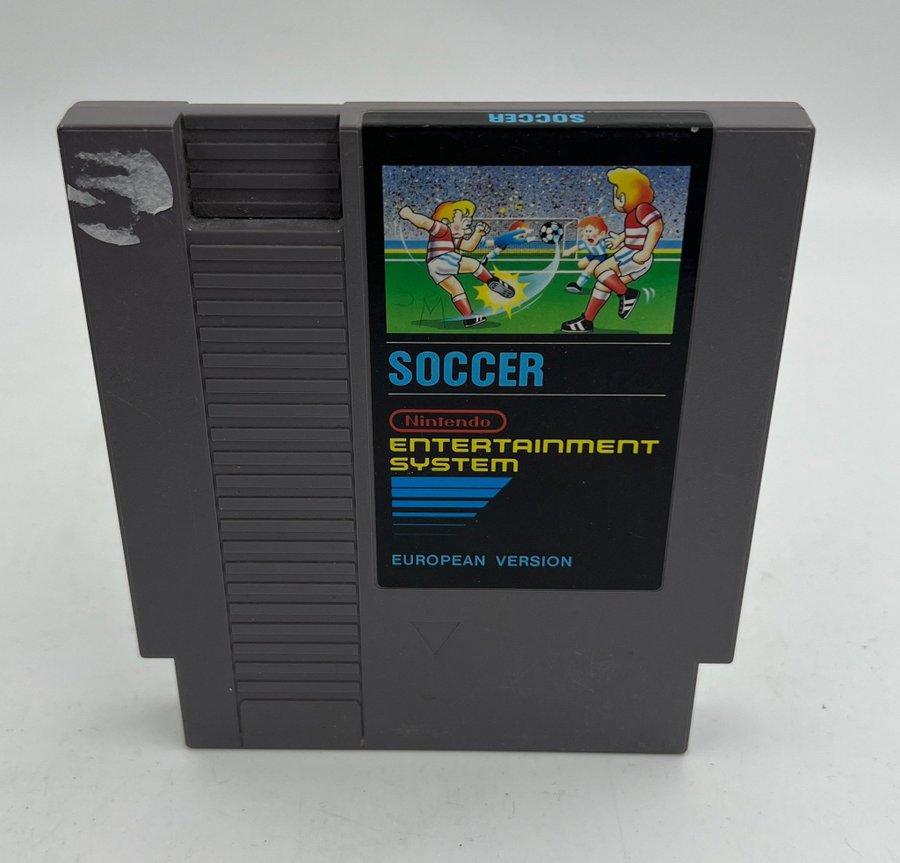 SOCCER
SOCCER
Nintendo
ENTERTAINMENT
SYSTEM
EUROPEAN VERSION